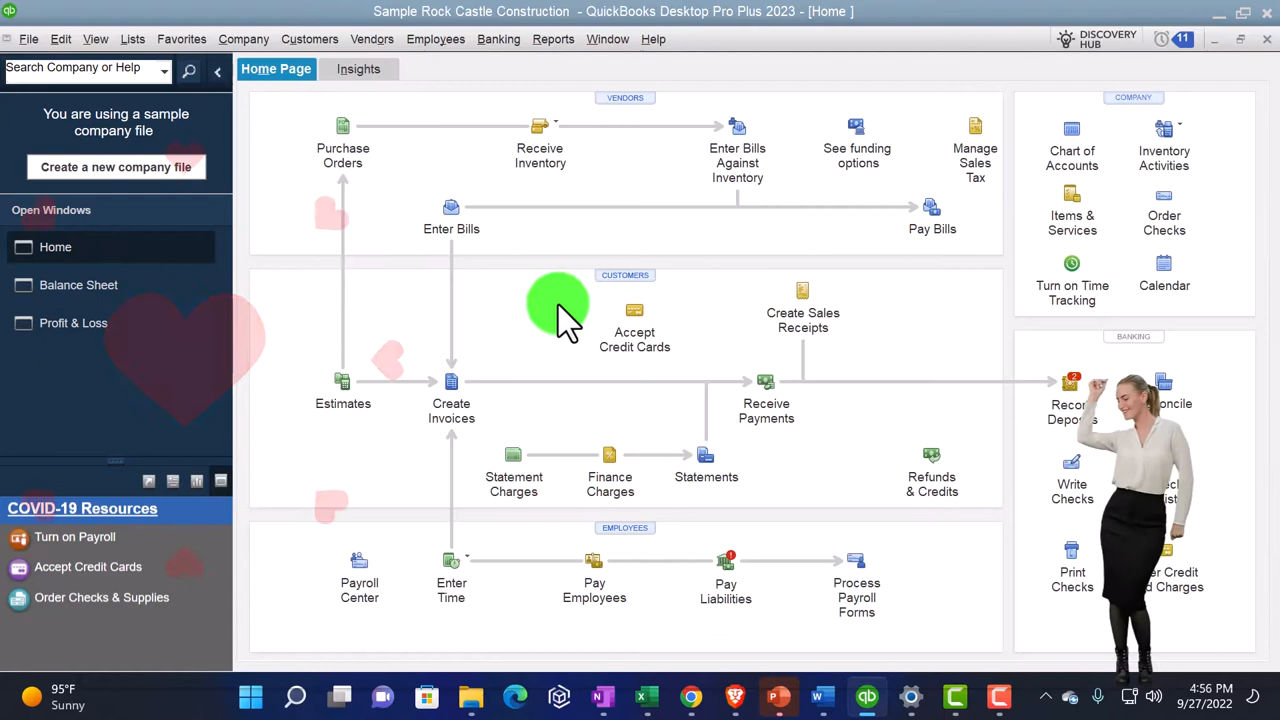 Sample Rock Castle Construction - QuickBooks Desktop Pro Plus 2023 - [Home ]
File Edit View Lists Favorites Company Customers Vendors Employees Banking Reports Window Help
DISCOVERY
HUB
11
Search Company or Help
Home Page
Insights
You are using a sample
company file
Create a new company file
Open Windows
Home
Balance Sheet
Profit & Loss
COVID-19 Resources
Turn on Payroll
Accept Credit Cards
Order Checks & Supplies
VENDORS
Purchase
Orders
Receive
Inventory
Enter Bills
Against
Inventory
See funding
options
Manage
Sales
Tax
Enter Bills
Pay Bills
CUSTOMERS
Accept
Credit Cards
Create Sales
Receipts
Estimates
Create
Invoices
Receive
Payments
Statement
Charges
Finance
Charges
Statements
Refunds
& Credits
EMPLOYEES
Payroll
Center
Enter
Time
Pay
Employees
Pay
Liabilities
Process
Payroll
Forms
COMPANY
Chart of
Accounts
Inventory
Activities
Items &
Services
Order
Checks
Turn on Time
Tracking
Calendar
BANKING
2
Write
Checks
Print
Checks
95°F
Sunny
4:56 PM
9/27/2022